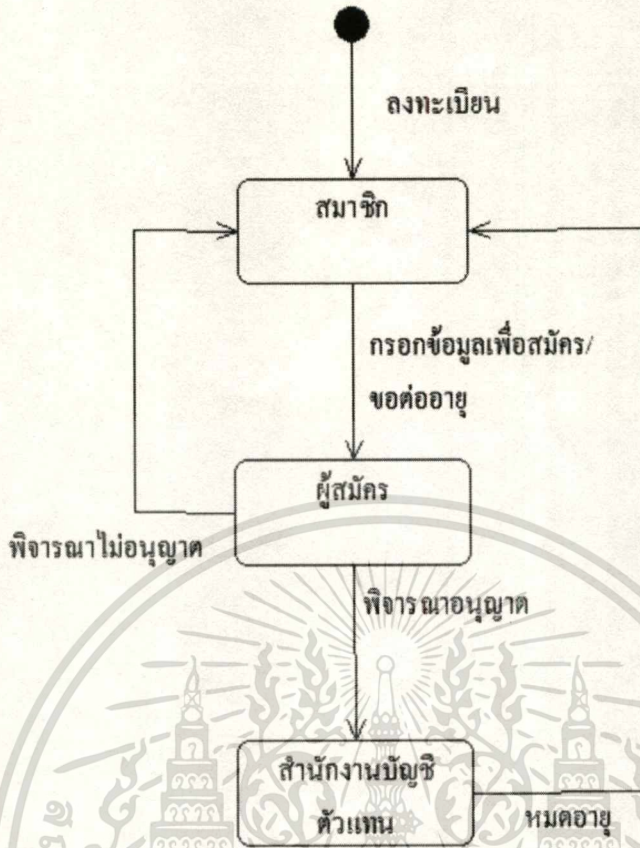 ลงทะเบียน
สมาชิก
กรอกข้อมูลเพื่อสมัคร/
ขอต่ออายุ
ผู้สมัคร
พิจารณาไม่อนุญาต
พิจารณาอนุญาต
สำนักงานบัญชี
ตัวแทน
หมดอายุ